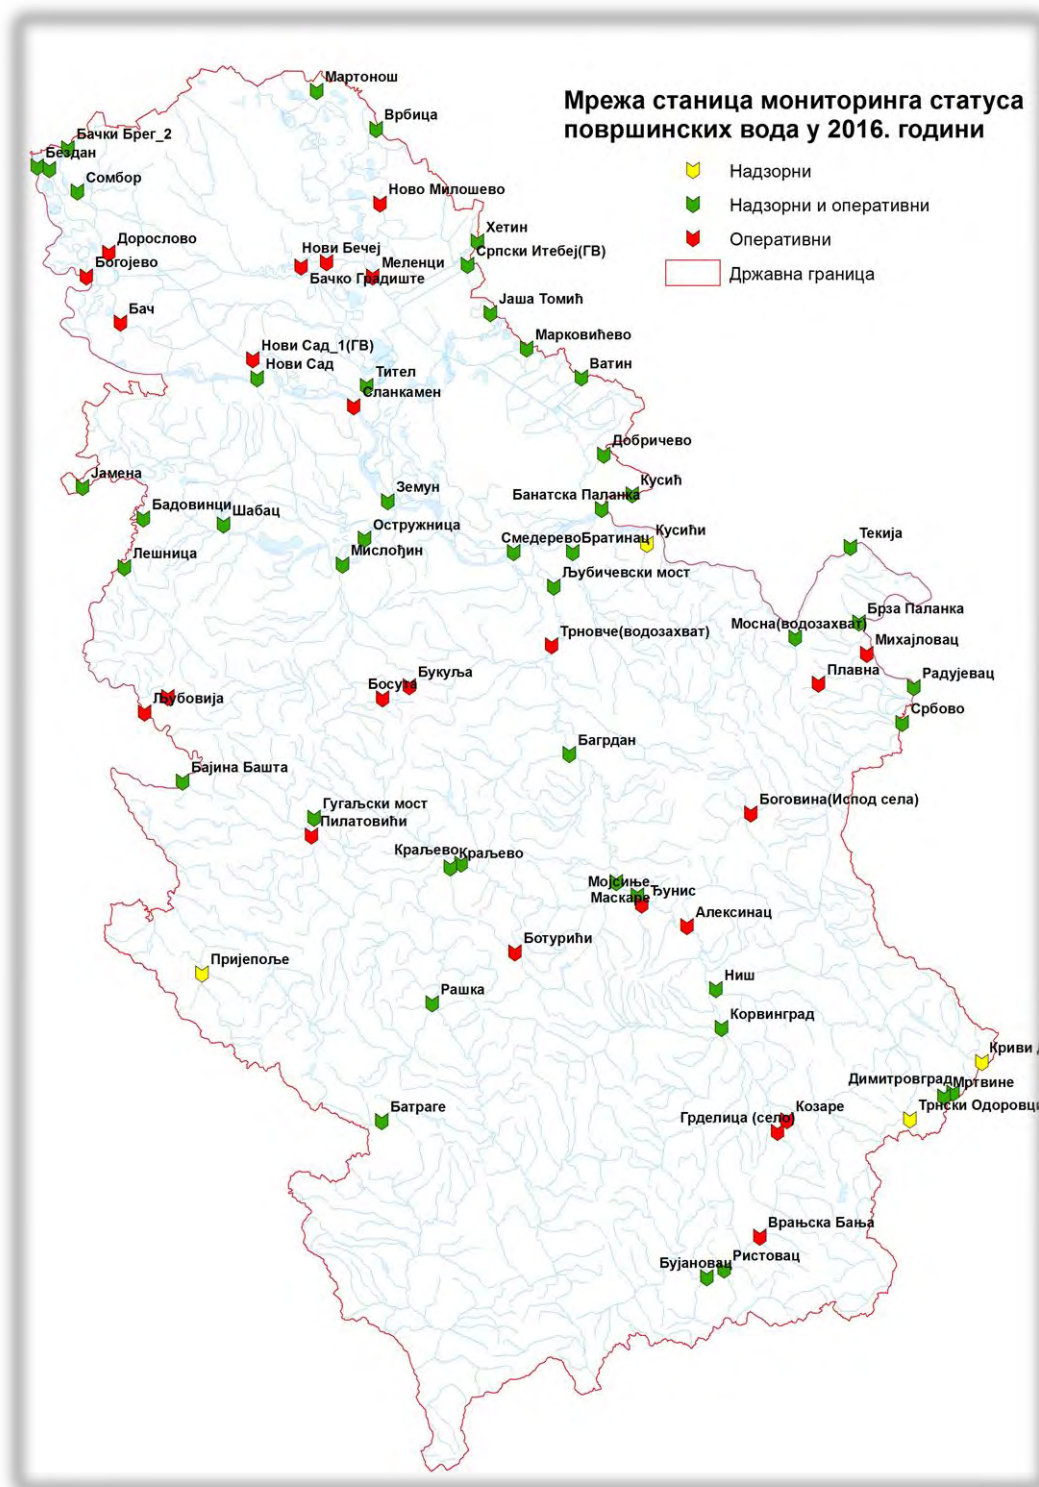 Мрежа станица мониторинга статуса
површинских вода у 2016. години
Надзорни
Надзорни и оперативни
Оперативни
Државна граница
Мартонош
Врбица
Бачки Брег_2
Бездан
Сомбор
Ново Милошево
Хетин
Дорослово
Нови Бечеј
Српски Итебеј(ГВ)
Богојево
Меленци
Бачко Градиште
Јаша Томић
Бач
Марковићево
Нови Сад_1(ГВ)
Нови Сад
Тител
Ватин
Сланкамен
Добричево
Јамена
Кусић
Земун
Банатска Паланка
Бадовинци
Шабац
Остружница
Смедерево
Братинац
Кусићи
Текија
Лешница
Мислођин
Љубичевски мост
Брза Паланка
Мосна(водозахват)
Трновче(водозахват)
Михајловац
Букуља
Босута
Плавна
Радујевац
Љубовија
Србово
Багрдан
Бајина Башта
Гугаљски мост
Боговина(Испод села)
Пилатовићи
Краљево
Краљево
Мојсиње
Маскаре
Ђунис
Алексинац
Ботурићи
Пријепоље
Ниш
Рашка
Корвинград
Криви
Димитровград
Мртвине
Батраге
Козаре
Трнски Одоровци
Грделица (село)
Врањска Бања
Бујановац
Ристовац